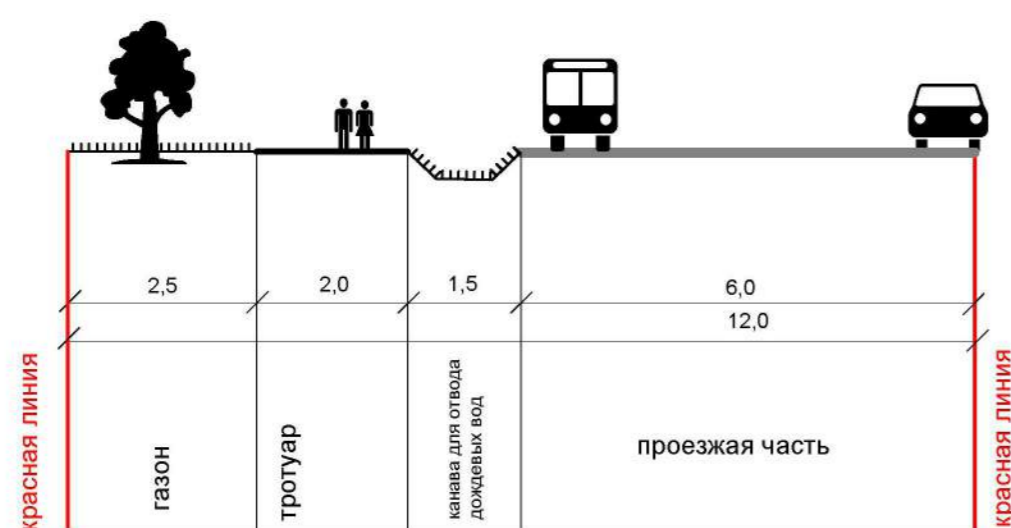 2,5
2,0
1,5
6,0
12,0
красная линия
газон
тротуар
канава для отвода
дождевых вод
проезжая часть
красная линия